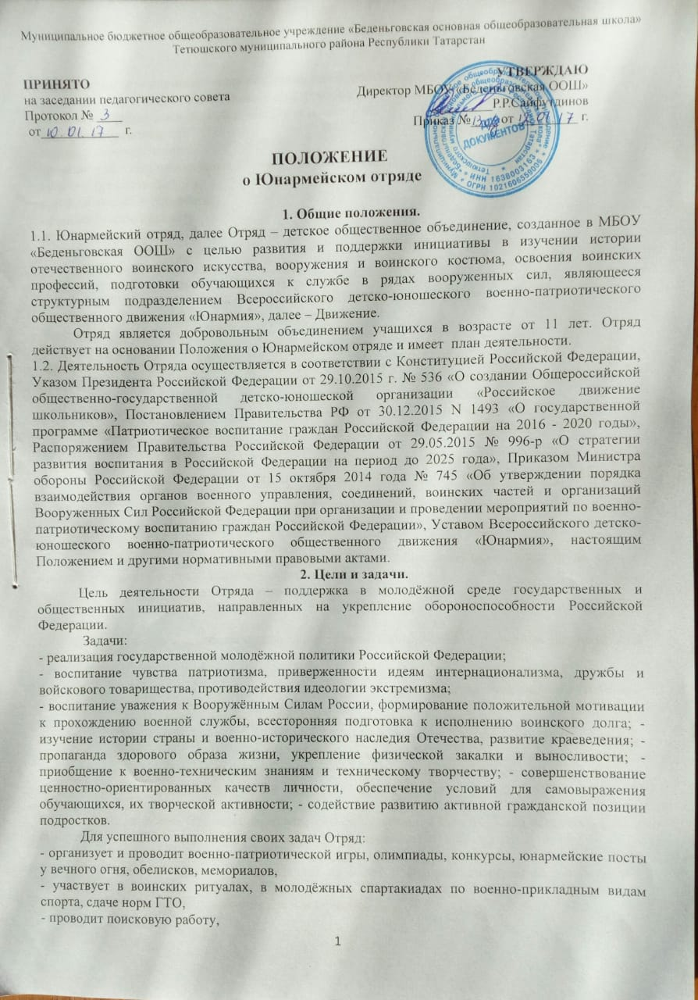 Муниципальное бюджетное общеобразовательное учреждение «Беденьговская основная общеобразовательная школа»
Тетюшского муниципального района Республики Татарстан
ПРИНЯТО
на заседании педагогического совета
Протокол № 3
от 10.01.17 г.
УТВЕРЖДАЮ
Директор МБОУ «Беденьговская ООШ»
Р.Р.Сайфутдинов
Приказ № от 01 17 г.
ДЛЯ ДОКУМЕНТОВ
ИНН 1638003163 * ОГРН 1021606559006
ПОЛОЖЕНИЕ
о Юнармейском отряде
1. Общие положения.
1.1. Юнармейский отряд, далее Отряд – детское общественное объединение, созданное в МБОУ
«Беденьговская ООШ» с целью развития и поддержки инициативы в изучении истории
отечественного воинского искусства, вооружения и воинского костюма, освоения воинских
профессий, подготовки обучающихся к службе в рядах вооруженных сил, являющееся
структурным подразделением Всероссийского детско-юношеского военно-патриотического
общественного движения «Юнармия», далее – Движение.
Отряд является добровольным объединением учащихся в возрасте от 11 лет. Отряд
действует на основании Положения о Юнармейском отряде и имеет план деятельности.
1.2. Деятельность Отряда осуществляется в соответствии с Конституцией Российской Федерации,
Указом Президента Российской Федерации от 29.10.2015 г. № 536 «О создании Общероссийской
общественно-государственной детско-юношеской организации «Российское движение
школьников», Постановлением Правительства РФ от 30.12.2015 N 1493 «О государственной
программе «Патриотическое воспитание граждан Российской Федерации на 2016 - 2020 годы»,
Распоряжением Правительства Российской Федерации от 29.05.2015 № 996-р «О стратегии
развития воспитания в Российской Федерации на период до 2025 года», Приказом Министра
обороны Российской Федерации от 15 октября 2014 года № 745 «Об утверждении порядка
взаимодействия органов военного управления, соединений, воинских частей и организаций
Вооруженных Сил Российской Федерации при организации и проведении мероприятий по военно-
патриотическому воспитанию граждан Российской Федерации», Уставом Всероссийского детско-
юношеского военно-патриотического общественного движения «Юнармия», настоящим
Положением и другими нормативными правовыми актами.
2. Цели и задачи.
Цель деятельности Отряда – поддержка в молодёжной среде государственных и
общественных инициатив, направленных на укрепление обороноспособности Российской
Федерации.
Задачи:
- реализация государственной молодёжной политики Российской Федерации;
- воспитание чувства патриотизма, приверженности идеям интернационализма, дружбы и
войскового товарищества, противодействия идеологии экстремизма;
- воспитание уважения к Вооружённым Силам России, формирование положительной мотивации
к прохождению военной службы, всесторонняя подготовка к исполнению воинского долга; -
изучение истории страны и военно-исторического наследия Отечества, развитие краеведения; -
пропаганда здорового образа жизни, укрепление физической закалки и выносливости; -
приобщение к военно-техническим знаниям и техническому творчеству; - совершенствование
ценностно-ориентированных качеств личности, обеспечение условий для самовыражения
обучающихся, их творческой активности; - содействие развитию активной гражданской позиции
подростков.
Для успешного выполнения своих задач Отряд:
- организует и проводит военно-патриотической игры, олимпиады, конкурсы, юнармейские посты
у вечного огня, обелисков, мемориалов,
- участвует в воинских ритуалах, в молодёжных спартакиадах по военно-прикладным видам
спорта, сдаче норм ГТО,
- проводит поисковую работу,
1